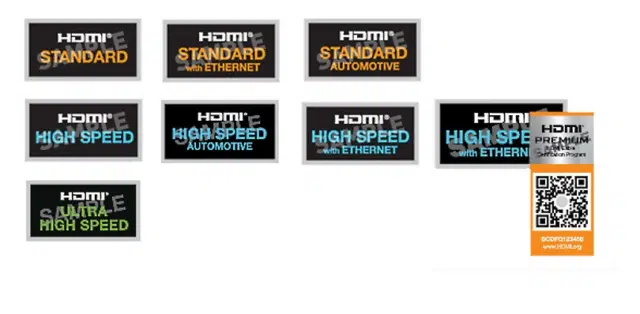 HDMI®
STANDARD
SAMPLE
HDMI®
STANDARD
with ETHERNET
SAMPLE
HDMI®
STANDARD
AUTOMOTIVE
SAMPLE
HDMI®
HIGH SPEED
SAMPLE
HDMI®
HIGH SPEED
AUTOMOTIVE
SAMPLE
HDMI®
HIGH SPEED
with ETHERNET
SAMPLE
HDMI®
HIGH SPE
with ETHERN
SAMPLE
HDMI®
PREMIUM
Certification Program
www.HDMI.org
HDMI®
ULTRA
HIGH SPEED
SAMPLE